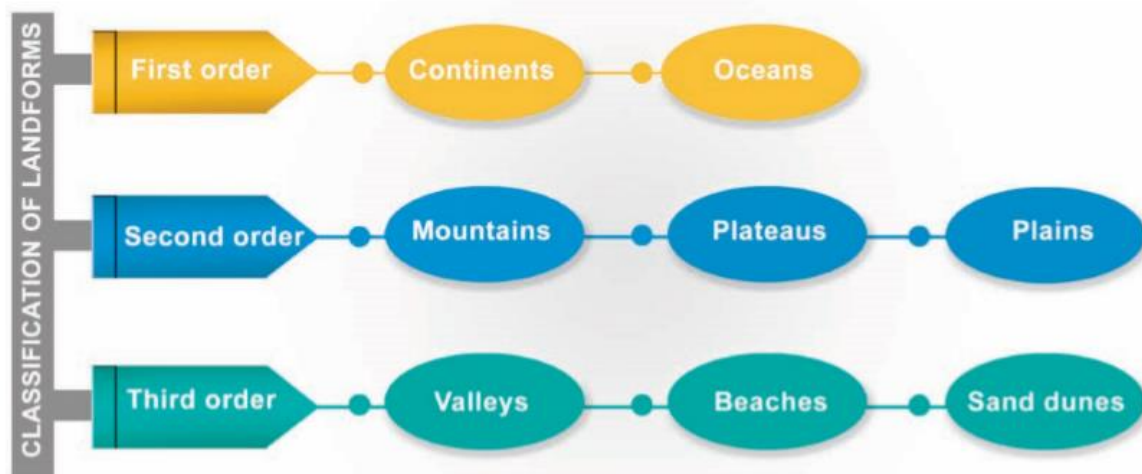 CLASSIFICATION OF LANDFORMS
First order
Continents
Oceans
Second order
Mountains
Plateaus
Plains
Third order
Valleys
Beaches
Sand dunes